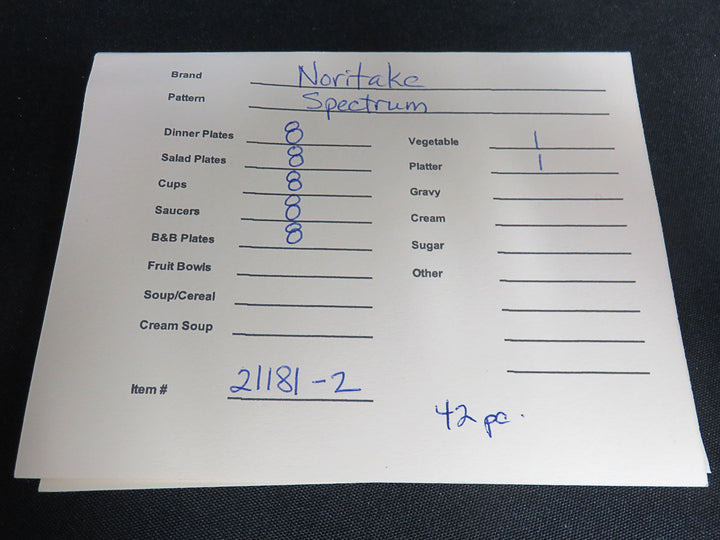 Brand Noritake
Pattern Spectrum
Dinner Plates 8
Salad Plates 8
Cups 8
Saucers 8
B&B Plates 8
Fruit Bowls
Soup/Cereal
Cream Soup
Vegetable 1
Platter 1
Gravy
Cream
Sugar
Other
Item # 21181-2
42 pc.